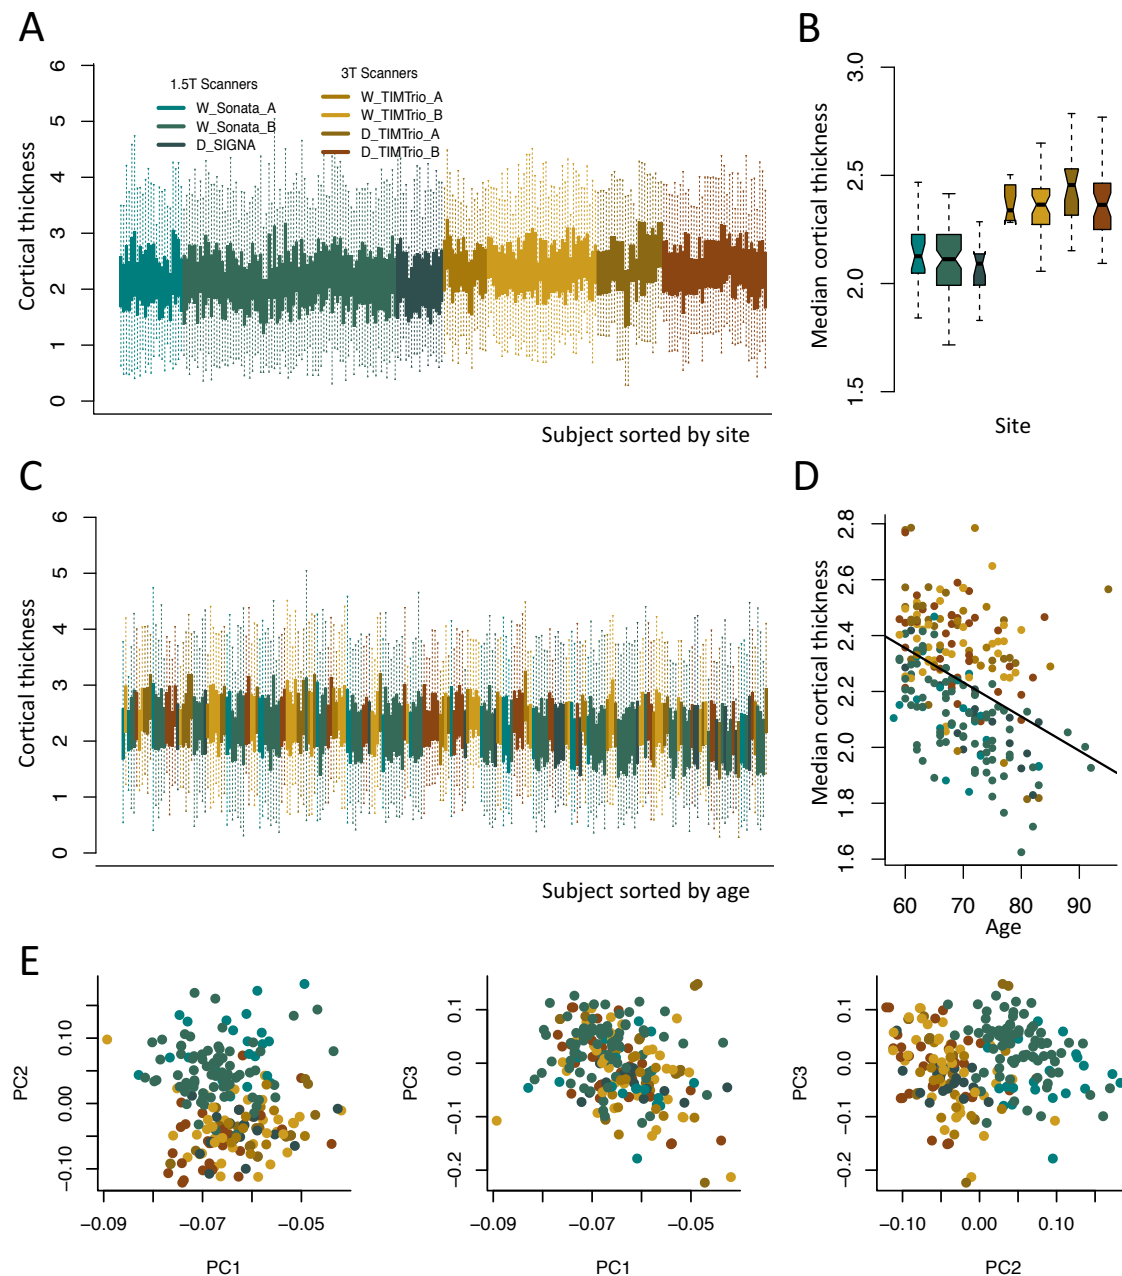 A
B
Cortical thickness
6
5
4
3
2
1
0
1.5T Scanners
W_Sonata_A
W_Sonata_B
D_SIGNA
3T Scanners
W_TIMTrio_A
W_TIMTrio_B
D_TIMTrio_A
D_TIMTrio_B
Subject sorted by site
Median cortical thickness
3.0
2.5
2.0
1.5
Site
C
D
Cortical thickness
6
5
4
3
2
1
0
Subject sorted by age
Median cortical thickness
2.8
2.6
2.4
2.2
2.0
1.8
1.6
60 70 80 90
Age
E
PC2
0.10
0.00
−0.10
−0.09 −0.07 −0.05
PC1
PC3
0.1
0.0
−0.1
−0.2
−0.09 −0.07 −0.05
PC1
PC3
0.1
0.0
−0.1
−0.2
−0.10 0.00 0.10
PC2